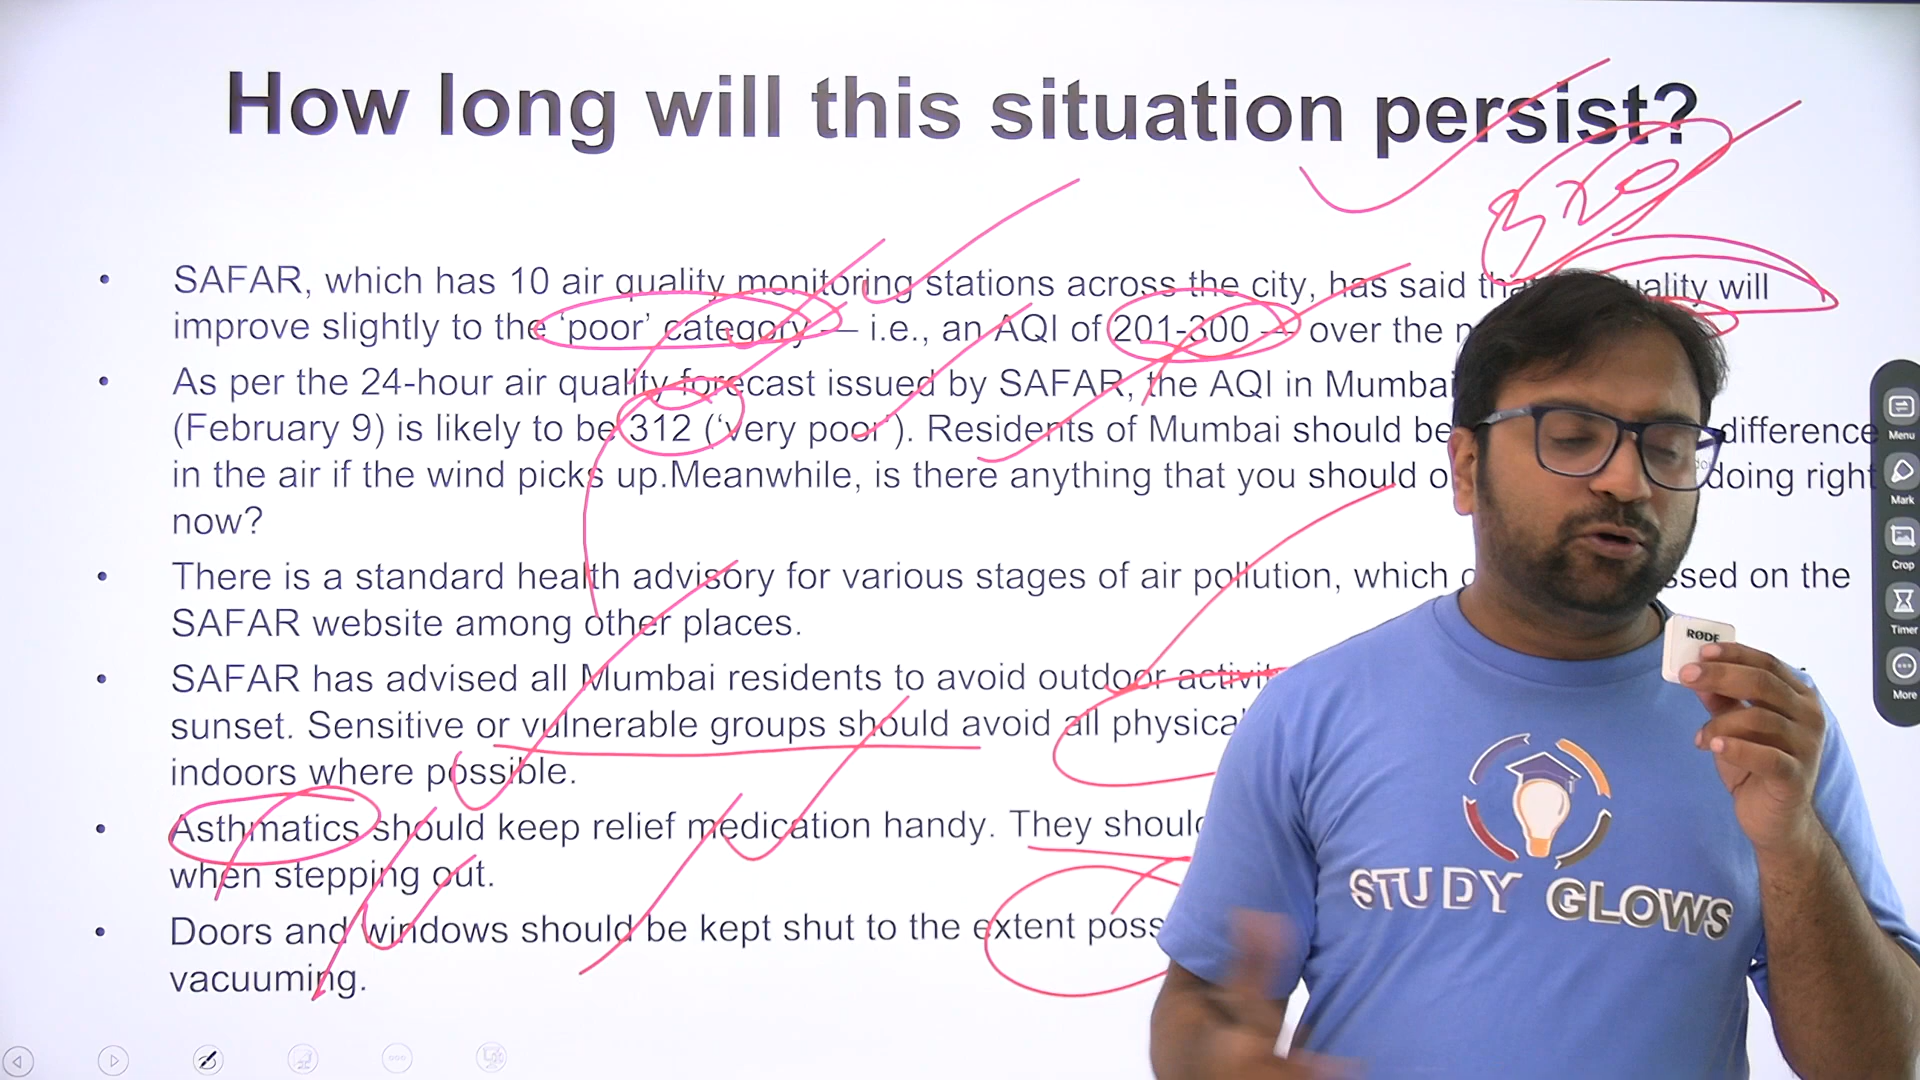 How long will this situation persist?
320
• SAFAR, which has 10 air quality monitoring stations across the city, has said uality will
improve slightly to the ‘poor’ category — i.e., an AQI of 201-300 — over the
• As per the 24-hour air quality forecast issued by SAFAR, the AQI in Mumbai
(February 9) is likely to be 312 (‘very poor’). Residents of Mumbai should be difference
in the air if the wind picks up.Meanwhile, is there anything that you should doing right
now?
• There is a standard health advisory for various stages of air pollution, which ssed on the
SAFAR website among other places.
• SAFAR has advised all Mumbai residents to avoid outdoor activit
sunset. Sensitive or vulnerable groups should avoid all physical
indoors where possible.
• Asthmatics should keep relief medication handy. They should
when stepping out.
• Doors and windows should be kept shut to the extent poss
vacuuming.
Menu
Mark
Crop
Timer
More
RØDE
STUDY GLOWS